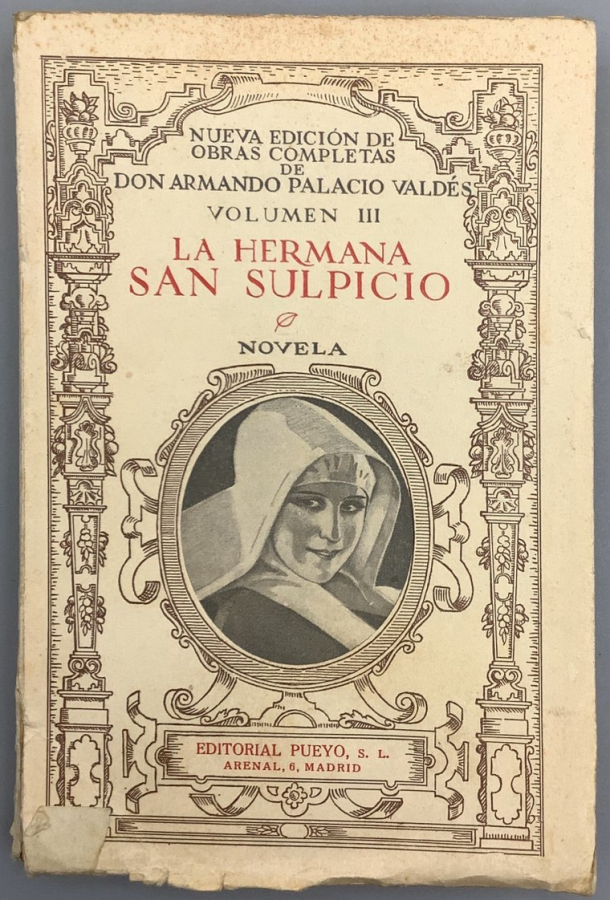 NUEVA EDICIÓN DE
OBRAS COMPLETAS
DE
DON ARMANDO PALACIO VALDÉS
VOLUMEN III
LA HERMANA
SAN SULPICIO
NOVELA
EDITORIAL PUEYO, S. L.
ARENAL, 6, MADRID